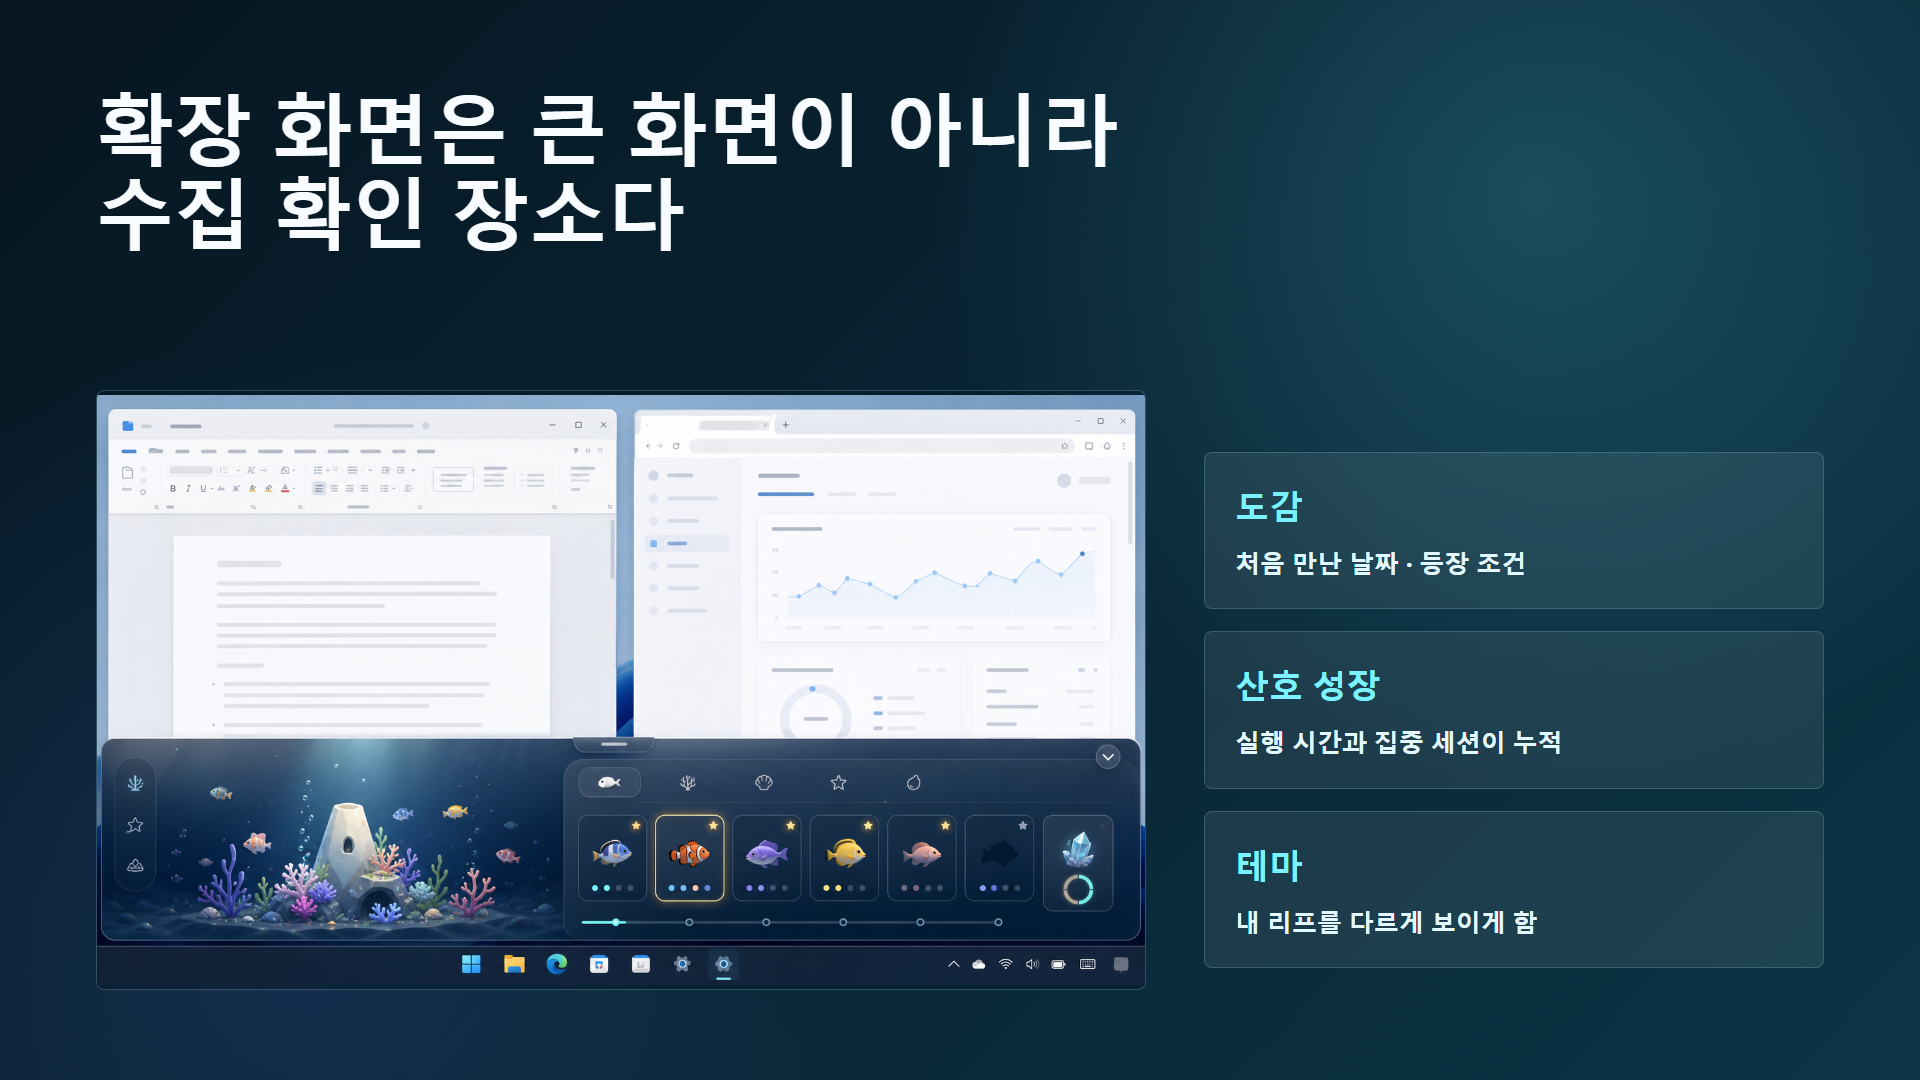 확장 화면은 큰 화면이 아니라
수집 확인 장소다
도감
처음 만난 날짜 · 등장 조건
산호 성장
실행 시간과 집중 세션이 누적
테마
내 리프를 다르게 보이게 함